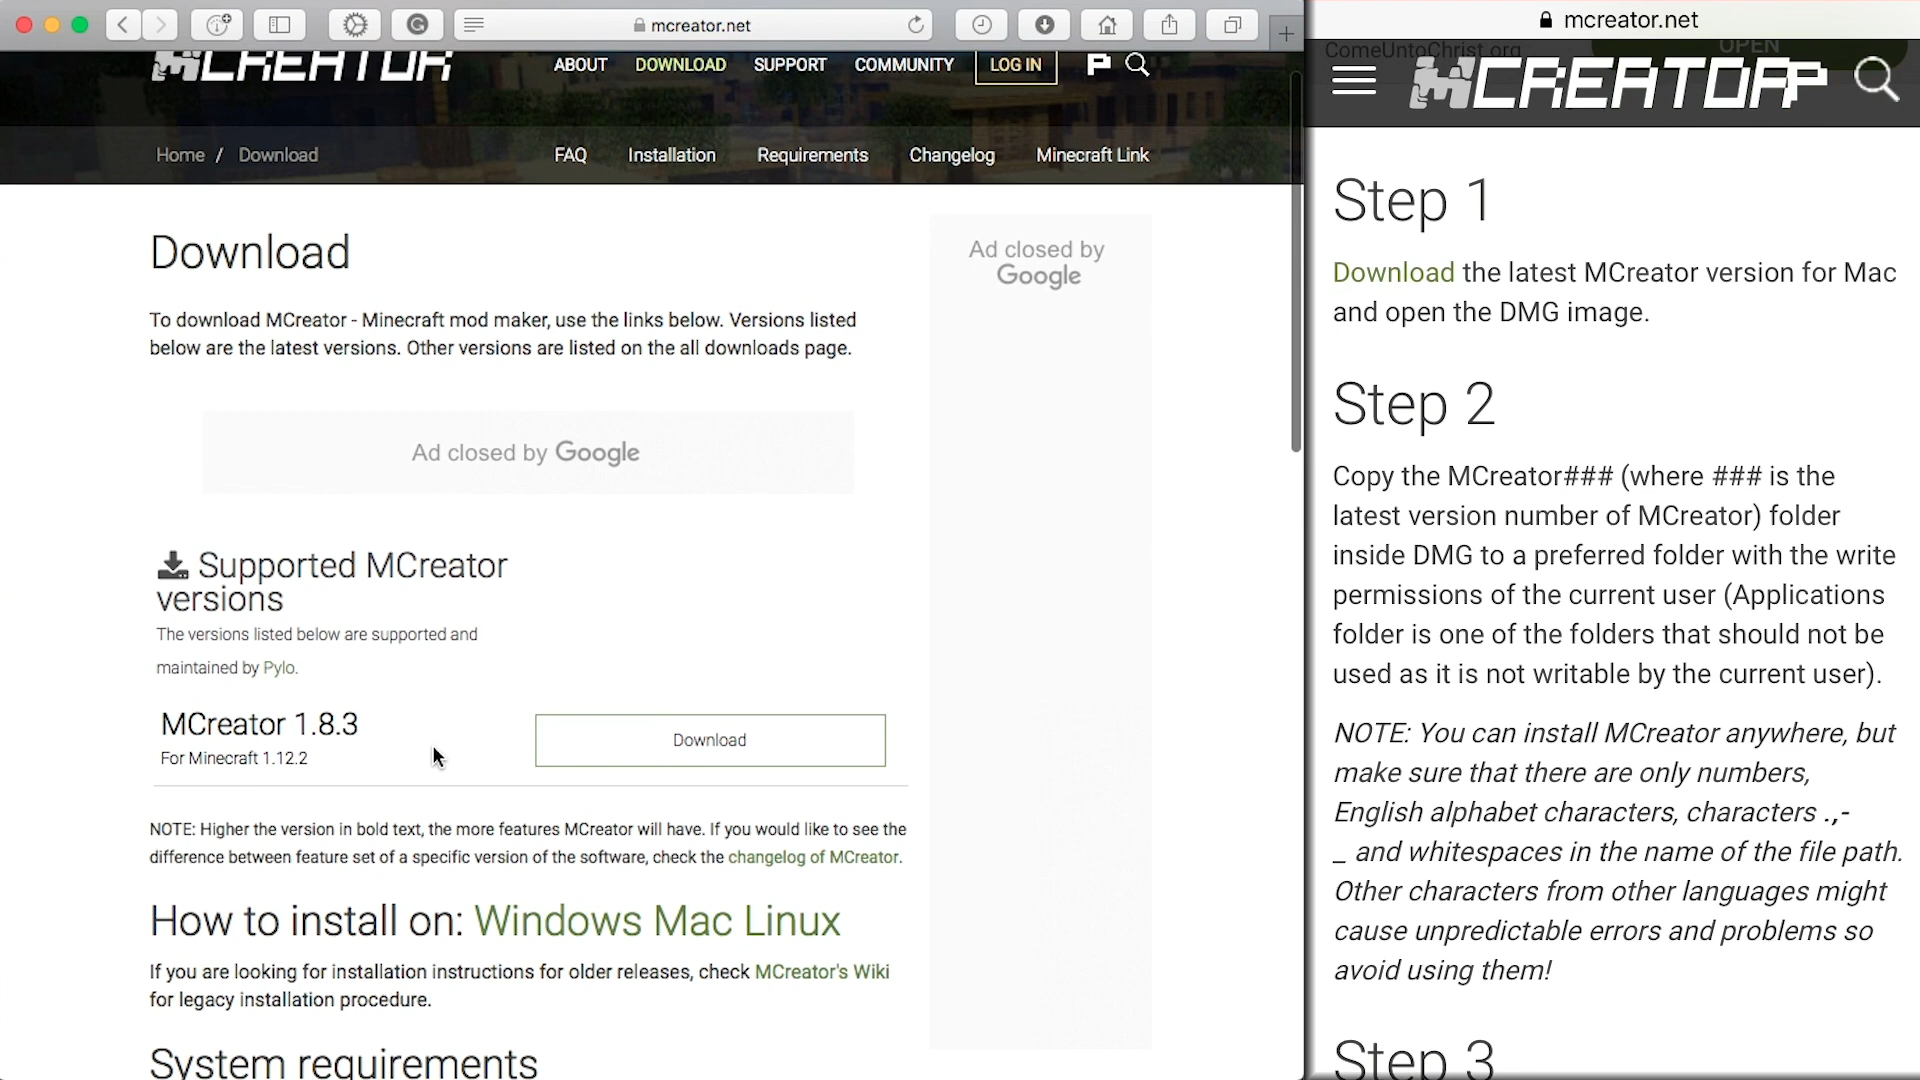 mcreator.net
MCREATOR
ABOUT DOWNLOAD SUPPORT COMMUNITY LOG IN
Home / Download
FAQ Installation Requirements Changelog Minecraft Link
Download
To download MCreator - Minecraft mod maker, use the links below. Versions listed
below are the latest versions. Other versions are listed on the all downloads page.
Ad closed by Google
Ad closed by
Google
Supported MCreator
versions
The versions listed below are supported and
maintained by Pylo.
MCreator 1.8.3
For Minecraft 1.12.2
Download
NOTE: Higher the version in bold text, the more features MCreator will have. If you would like to see the
difference between feature set of a specific version of the software, check the changelog of MCreator.
How to install on: Windows Mac Linux
If you are looking for installation instructions for older releases, check MCreator's Wiki
for legacy installation procedure.
System requirements
mcreator.net
ComeUntoChrist.org
OPEN
MCREATOR
Step 1
Download the latest MCreator version for Mac
and open the DMG image.
Step 2
Copy the MCreator### (where ### is the
latest version number of MCreator) folder
inside DMG to a preferred folder with the write
permissions of the current user (Applications
folder is one of the folders that should not be
used as it is not writable by the current user).
NOTE: You can install MCreator anywhere, but
make sure that there are only numbers,
English alphabet characters, characters .,-
_ and whitespaces in the name of the file path.
Other characters from other languages might
cause unpredictable errors and problems so
avoid using them!
Step 3